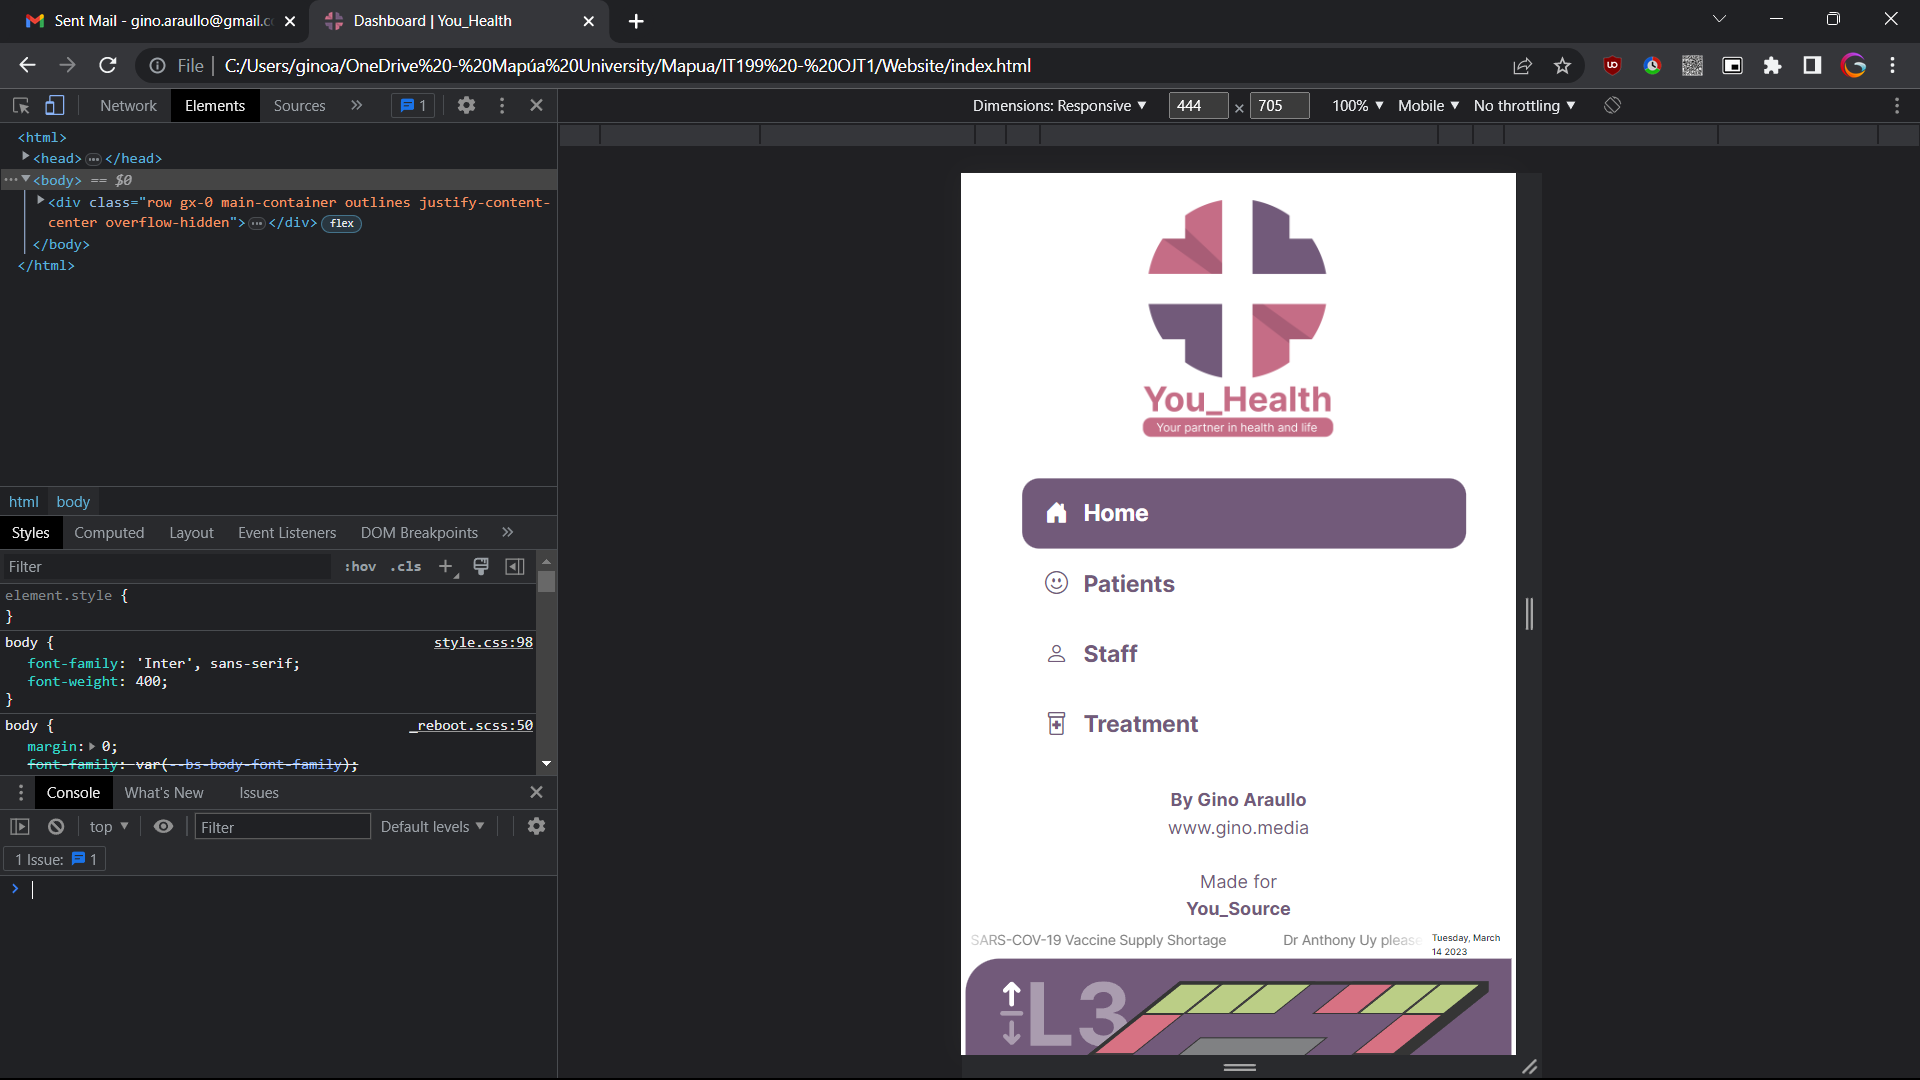 Sent Mail - gino.araullo@gmail.c
Dashboard | You_Health
File
C:/Users/ginoa/OneDrive%20-%20Mapúa%20University/Mapua/IT199%20-%20OJT1/Website/index.html
Network
Elements
Sources
1
Dimensions: Responsive
444
×
705
100%
Mobile
No throttling
<html>
<head> … </head>
<body> == $0
<div class="row gx-0 main-container outlines justify-content-
center overflow-hidden"> … </div> flex
</body>
</html>
html body
Styles Computed Layout Event Listeners DOM Breakpoints
Filter
:hov .cls
element.style {
}
body { style.css:98
font-family: 'Inter', sans-serif;
font-weight: 400;
}
body { _reboot.scss:50
margin: 0;
font-family: var(--bs-body-font-family);
Console What's New Issues
top
Filter
Default levels
1 Issue: 1
You_Health
Your partner in health and life
Home
Patients
Staff
Treatment
By Gino Araullo
www.gino.media
Made for
You_Source
SARS-COV-19 Vaccine Supply Shortage
Dr Anthony Uy please
Tuesday, March
14 2023
L3